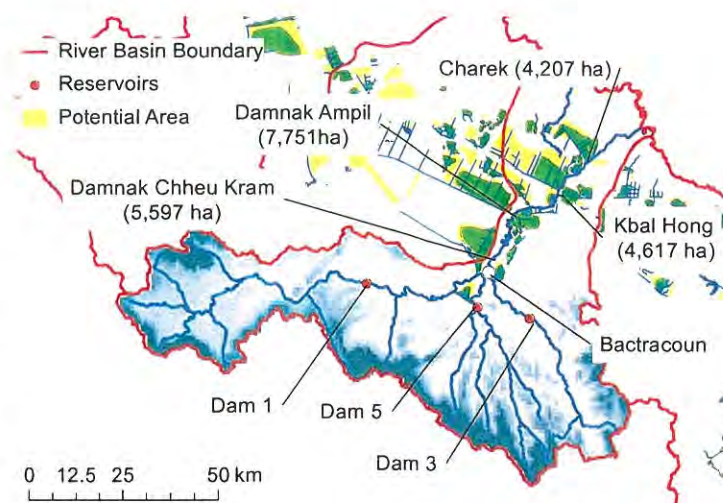 River Basin Boundary
Reservoirs
Potential Area
Charek (4,207 ha)
Damnak Ampil
(7,751ha)
Damnak Chheu Kram
(5,597 ha)
Kbal Hong
(4,617 ha)
Bactracoun
Dam 1
Dam 5
Dam 3
0 12.5 25 50 km